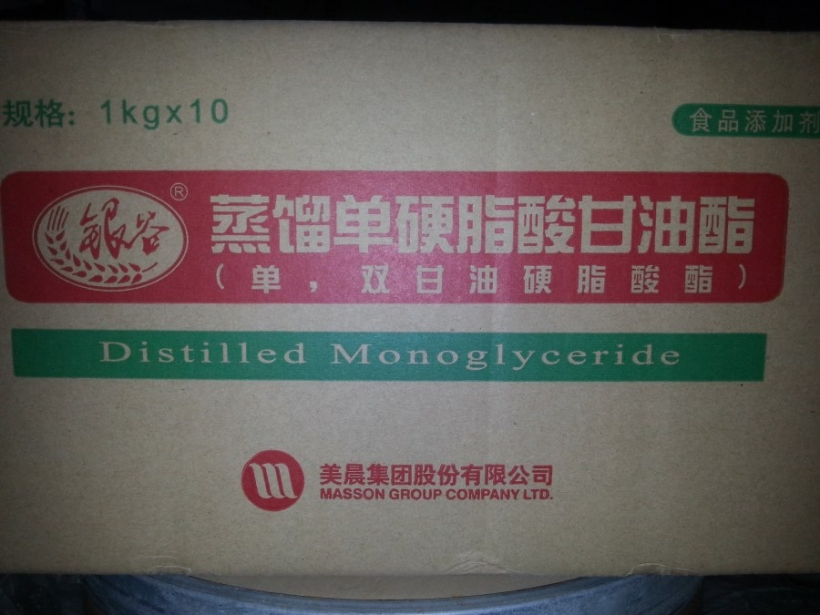 规格：1kgx10
食品添加剂
银谷®
蒸馏单硬脂酸甘油酯
（单，双甘油硬脂酸酯）
Distilled Monoglyceride
美晨集团股份有限公司
MASSON GROUP COMPANY LTD.